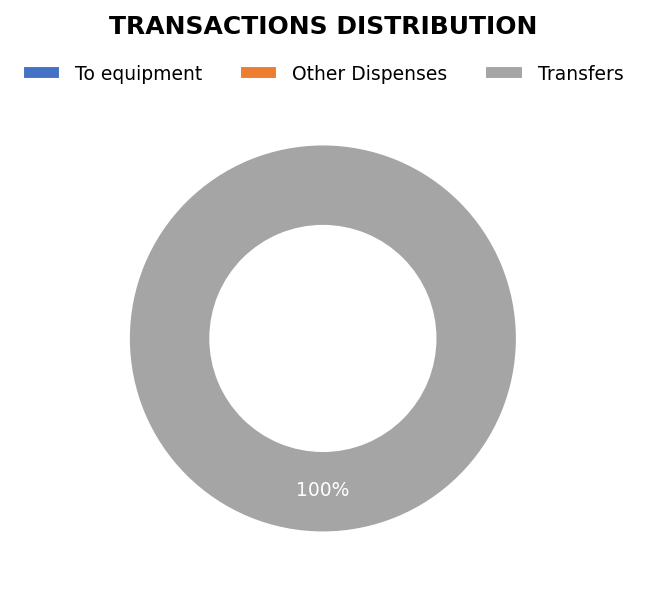 TRANSACTIONS DISTRIBUTION
To equipment Other Dispenses Transfers
100%